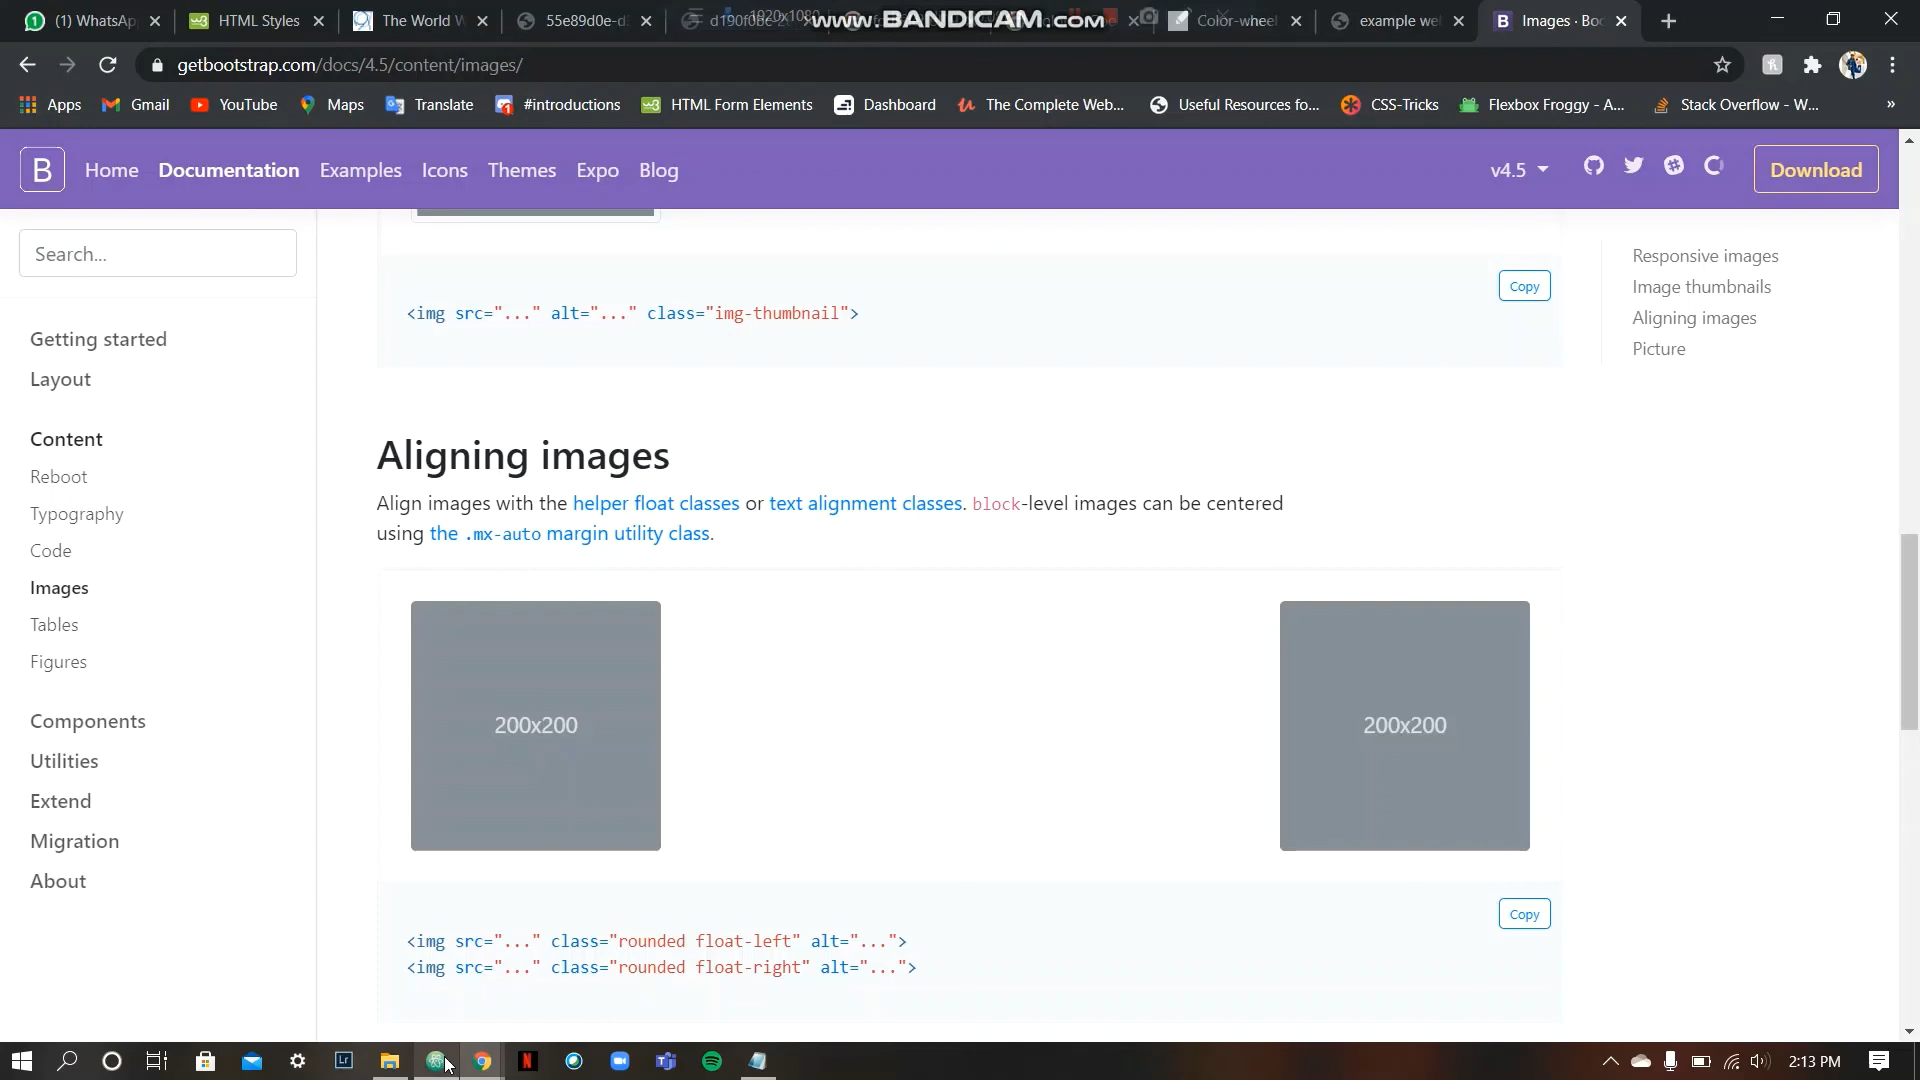 (1) WhatsAp
HTML Styles
The World W
55e89d0e-d
d190f0bc-2
1920x1080
www.BANDICAM.com
Color-wheel
example we
B Images · Boo
getbootstrap.com/docs/4.5/content/images/
Apps
Gmail
YouTube
Maps
Translate
#introductions
HTML Form Elements
Dashboard
The Complete Web...
Useful Resources fo...
CSS-Tricks
Flexbox Froggy - A...
Stack Overflow - W...
»
B
Home
Documentation
Examples
Icons
Themes
Expo
Blog
v4.5
Download
Search...
Getting started
Layout
Content
Reboot
Typography
Code
Images
Tables
Figures
Components
Utilities
Extend
Migration
About
Copy
<img src="..." alt="..." class="img-thumbnail">
Aligning images
Align images with the helper float classes or text alignment classes. block-level images can be centered
using the .mx-auto margin utility class.
200x200
200x200
Copy
<img src="..." class="rounded float-left" alt="...">
<img src="..." class="rounded float-right" alt="...">
Responsive images
Image thumbnails
Aligning images
Picture
2:13 PM